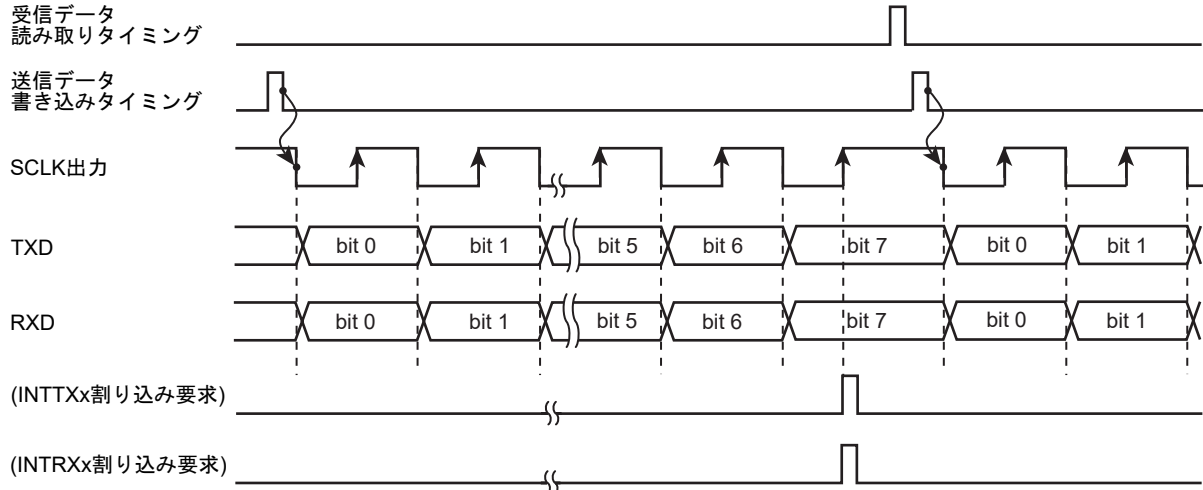 受信データ
読み取りタイミング
送信データ
書き込みタイミング
SCLK出力
TXD
bit 0
bit 1
bit 5
bit 6
bit 7
bit 0
bit 1
RXD
bit 0
bit 1
bit 5
bit 6
bit 7
bit 0
bit 1
(INTTXx割り込み要求)
(INTRXx割り込み要求)